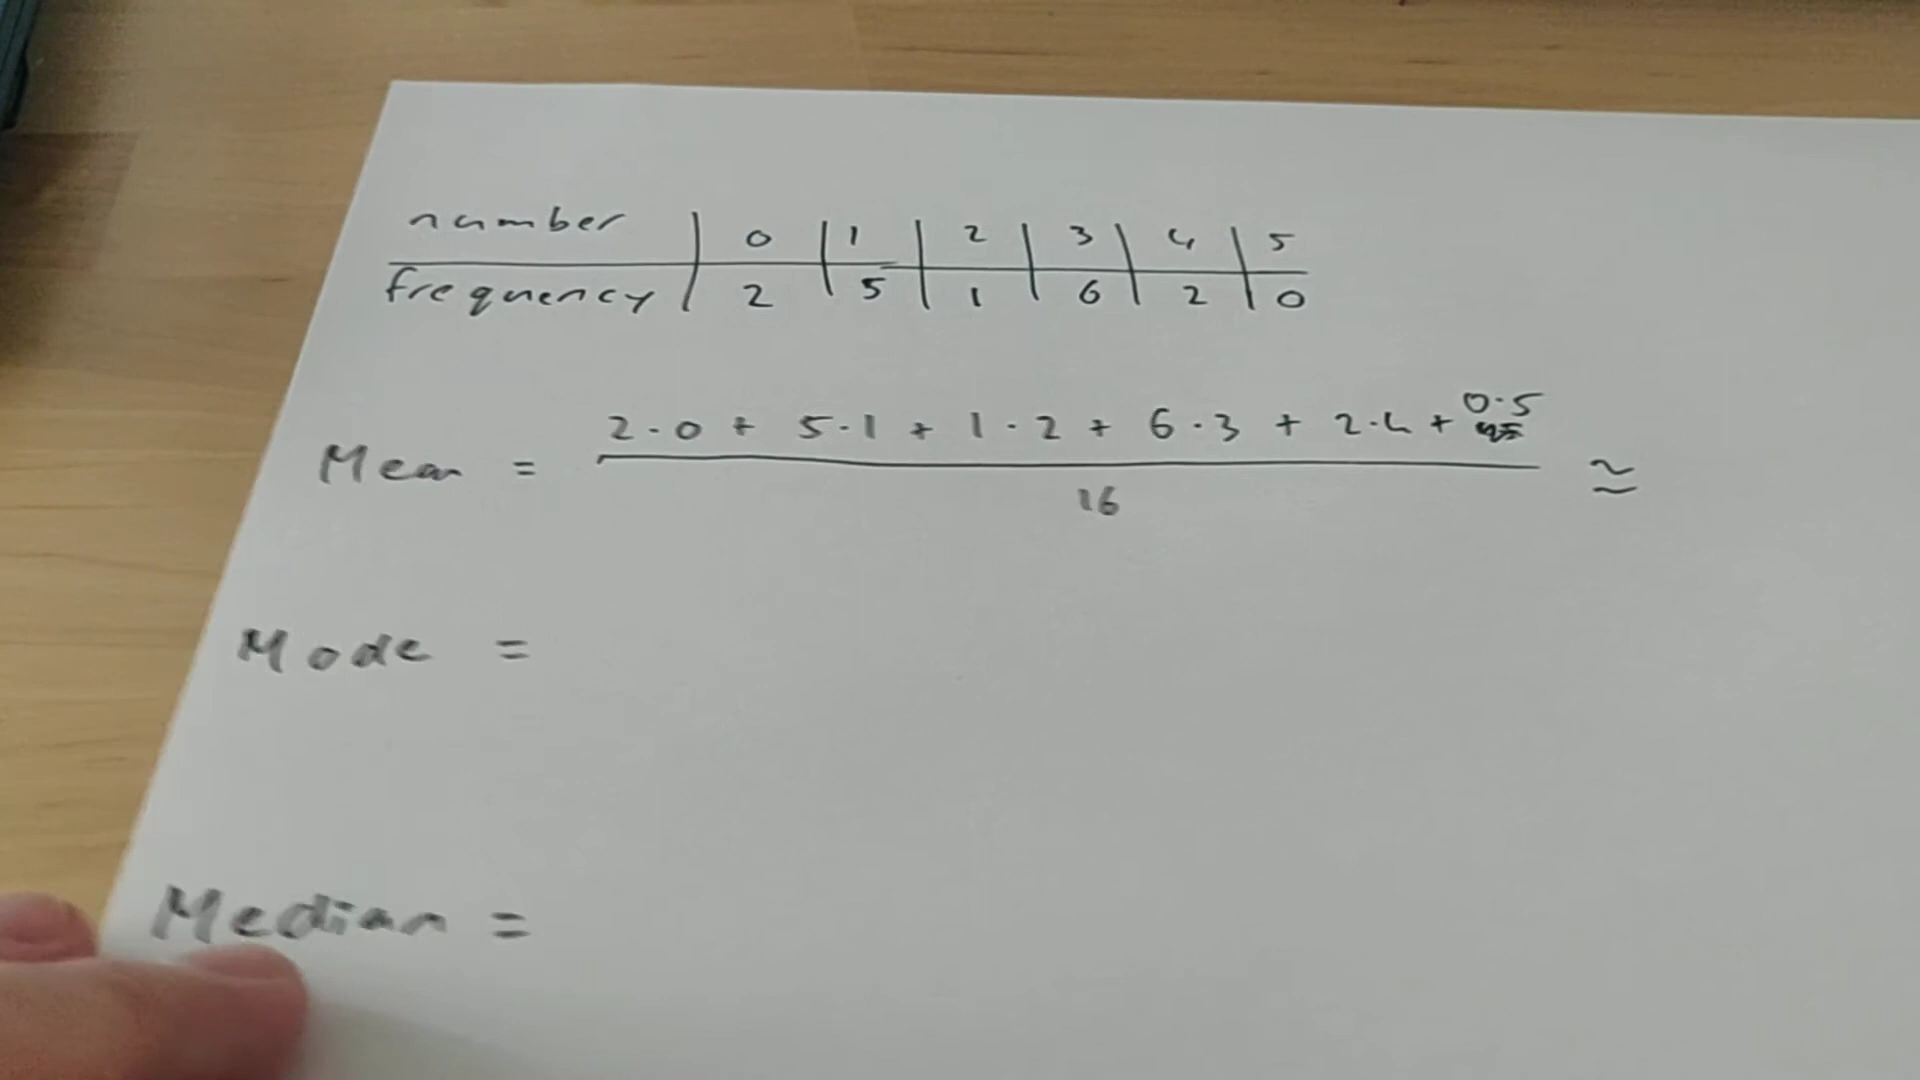 number | 0 | 1 | 2 | 3 | 4 | 5
frequency | 2 | 5 | 1 | 6 | 2 | 0
Mean = 2·0 + 5·1 + 1·2 + 6·3 + 2·4 + 0·5 ≈
16
Mode =
Median =